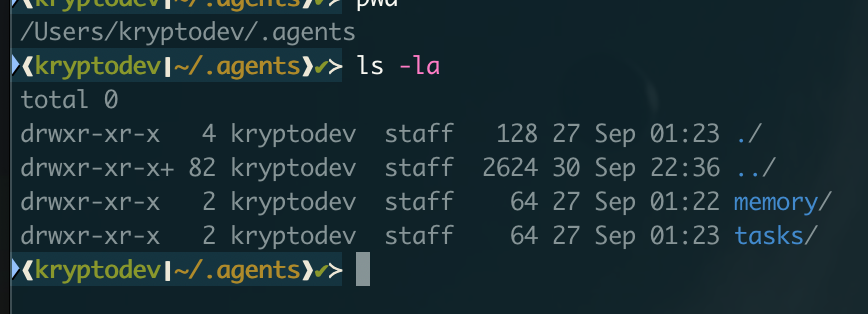 pwd
/Users/kryptodev/.agents
❰kryptodev❙~/.agents❱✔≻ ls -la
total 0
drwxr-xr-x   4 kryptodev  staff   128 27 Sep 01:23 ./
drwxr-xr-x+ 82 kryptodev  staff  2624 30 Sep 22:36 ../
drwxr-xr-x   2 kryptodev  staff    64 27 Sep 01:22 memory/
drwxr-xr-x   2 kryptodev  staff    64 27 Sep 01:23 tasks/
❰kryptodev❙~/.agents❱✔≻